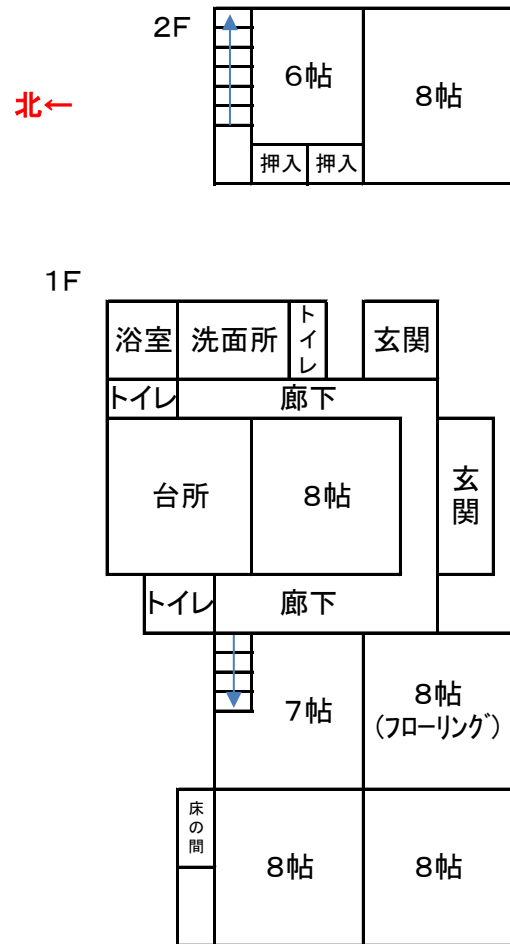 2F
北←
6帖
8帖
押入
押入
1F
浴室
洗面所
トイレ
玄関
トイレ
廊下
台所
8帖
玄関
トイレ
廊下
7帖
8帖
(フローリング)
床の間
8帖
8帖